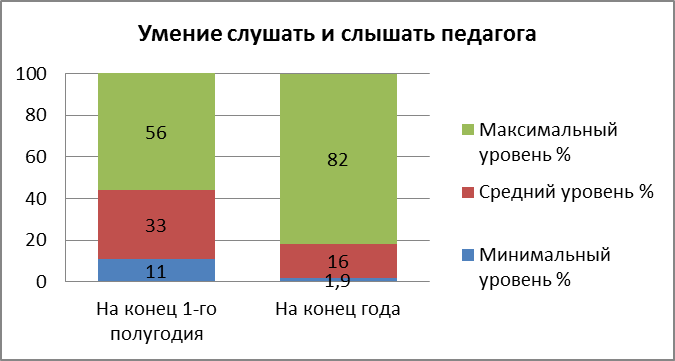 Умение слушать и слышать педагога
100
80
60
40
20
0
56
33
11
82
16
1,9
На конец 1-го
полугодия
На конец года
Максимальный
уровень %
Средний уровень %
Минимальный
уровень %